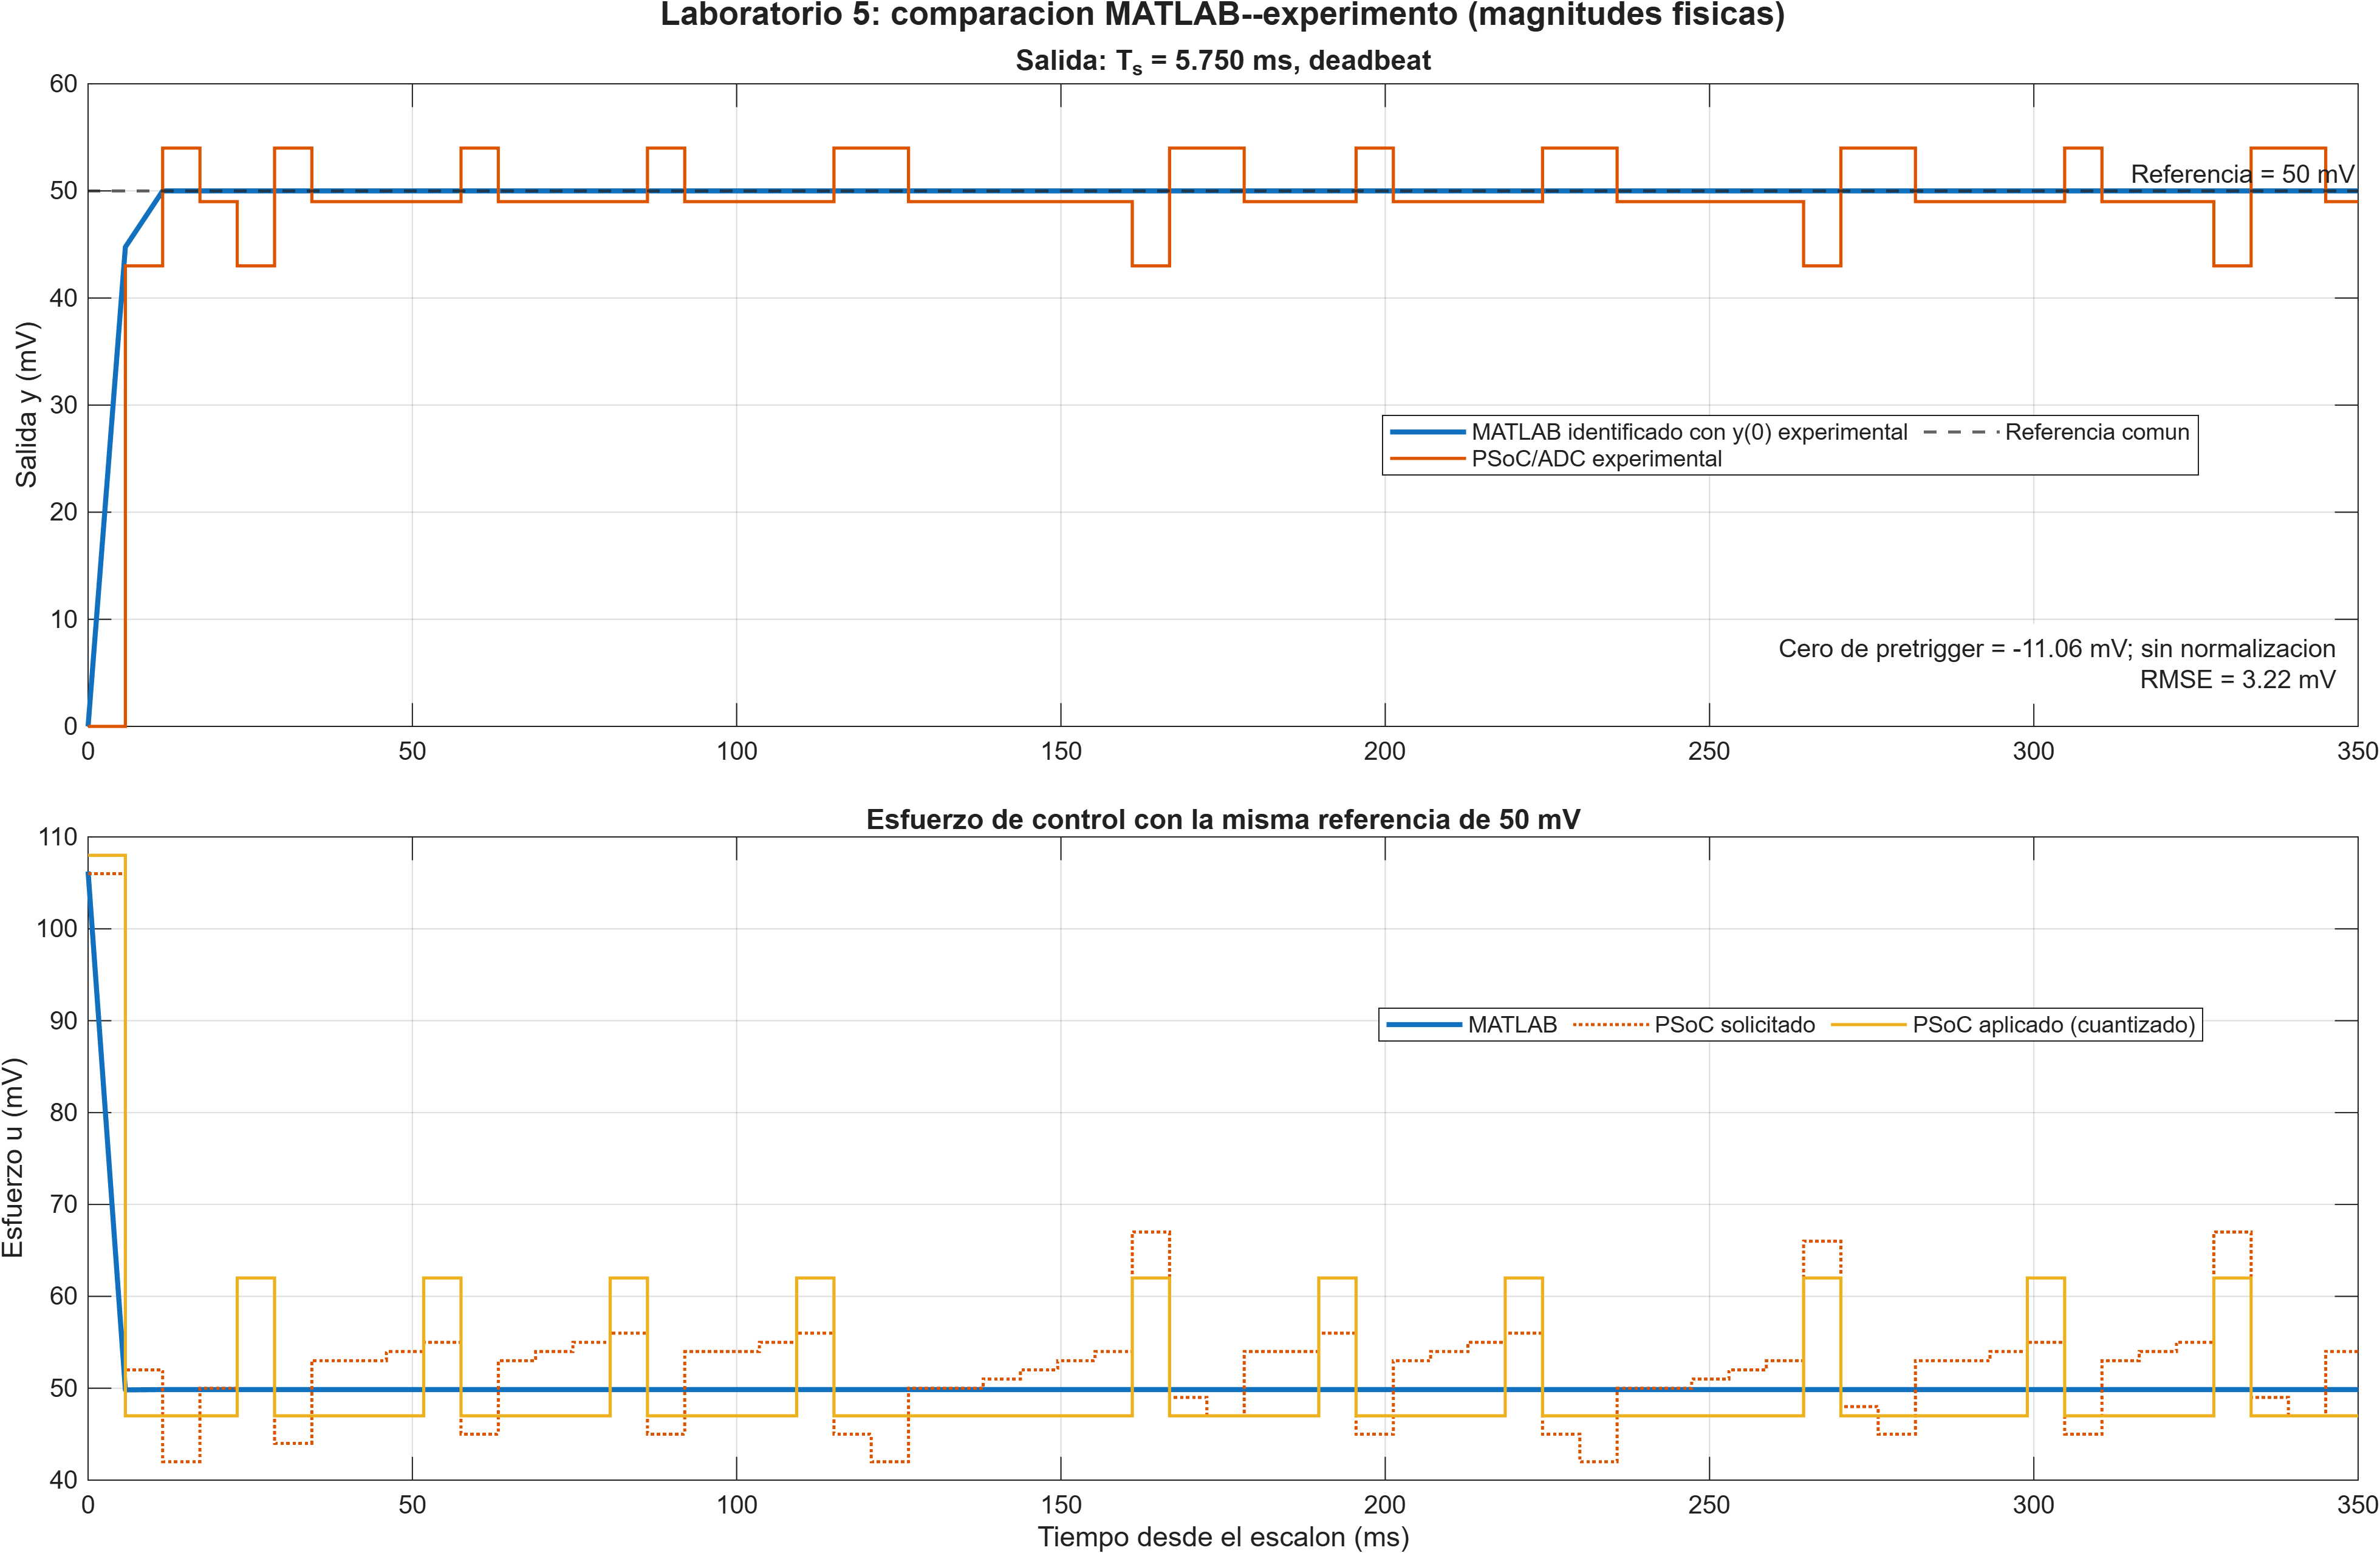 Laboratorio 5: comparacion MATLAB--experimento (magnitudes fisicas)
Salida: Ts = 5.750 ms, deadbeat
60
50
40
30
20
10
0
Salida y (mV)
Referencia = 50 mV
MATLAB identificado con y(0) experimental
Referencia comun
PSoC/ADC experimental
Cero de pretrigger = -11.06 mV; sin normalizacion
RMSE = 3.22 mV
0 50 100 150 200 250 300 350
Esfuerzo de control con la misma referencia de 50 mV
110
100
90
80
70
60
50
40
Esfuerzo u (mV)
MATLAB PSoC solicitado PSoC aplicado (cuantizado)
0 50 100 150 200 250 300 350
Tiempo desde el escalon (ms)